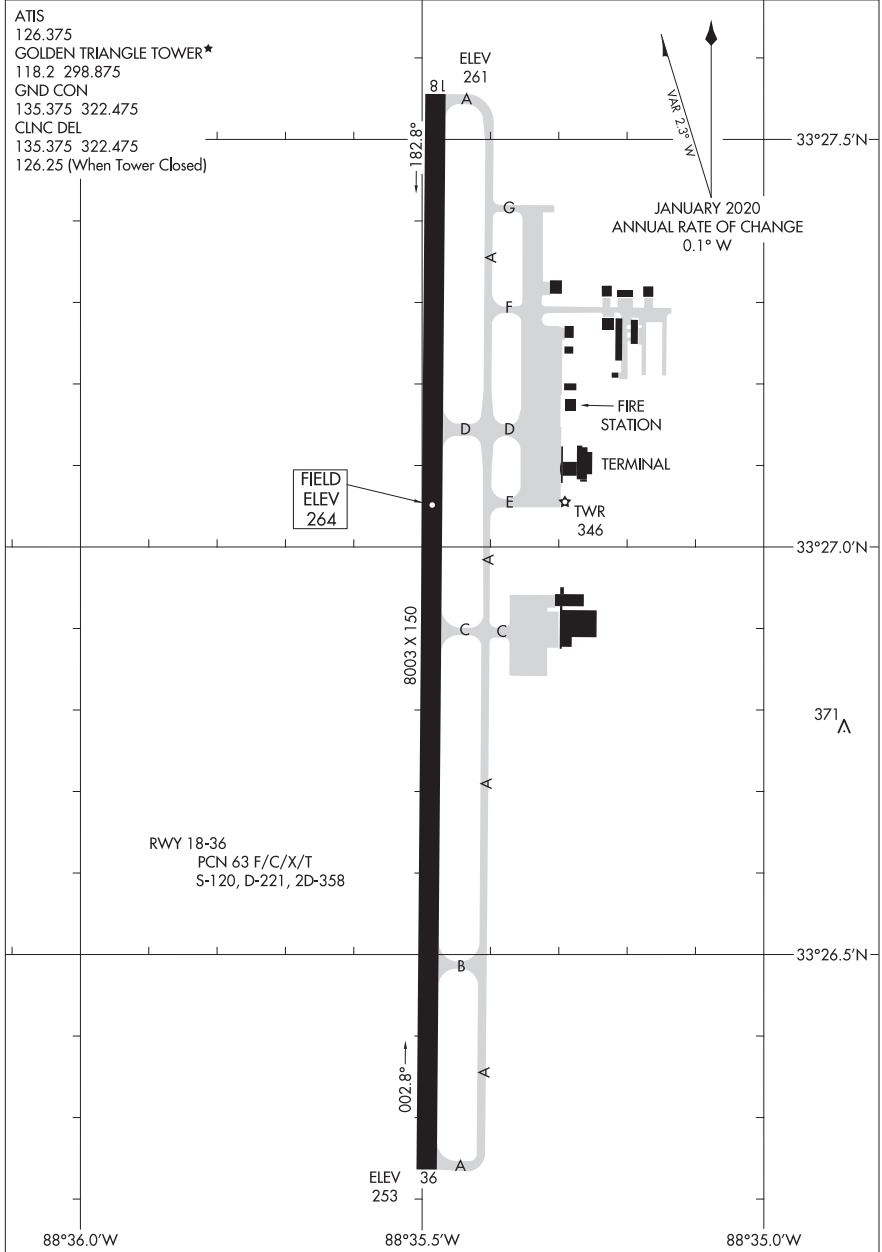 ATIS
126.375
GOLDEN TRIANGLE TOWER★
118.2 298.875
GND CON
135.375 322.475
CLNC DEL
135.375 322.475
126.25 (When Tower Closed)
ELEV
261
18
A
182.8°
VAR 2.3° W
33°27.5'N
JANUARY 2020
ANNUAL RATE OF CHANGE
0.1° W
G
A
F
FIRE
STATION
D
D
TERMINAL
FIELD
ELEV
264
E
TWR
346
33°27.0'N
A
8003 X 150
C
C
371
A
RWY 18-36
PCN 63 F/C/X/T
S-120, D-221, 2D-358
33°26.5'N
B
002.8°
A
A
ELEV
253
36
88°36.0'W
88°35.5'W
88°35.0'W